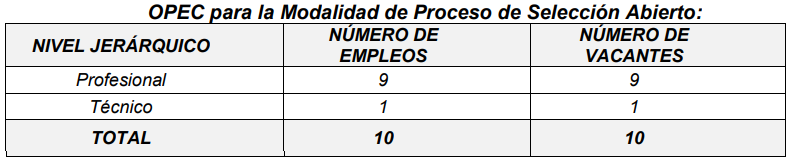 OPEC para la Modalidad de Proceso de Selección Abierto:
NIVEL JERÁRQUICO NÚMERO DE EMPLEOS NÚMERO DE VACANTES
Profesional 9 9
Técnico 1 1
TOTAL 10 10